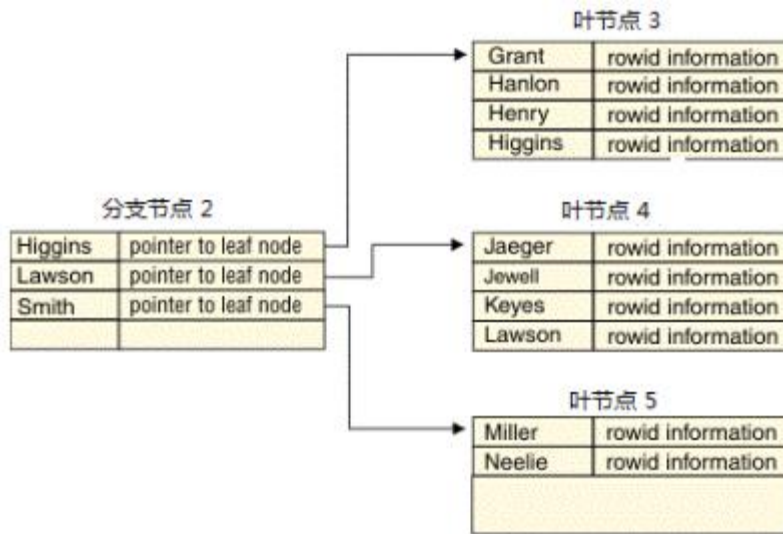 叶节点 3
Grant rowid information
Hanlon rowid information
Henry rowid information
Higgins rowid information
分支节点 2
Higgins pointer to leaf node
Lawson pointer to leaf node
Smith pointer to leaf node
叶节点 4
Jaeger rowid information
Jewell rowid information
Keyes rowid information
Lawson rowid information
叶节点 5
Miller rowid information
Neelie rowid information